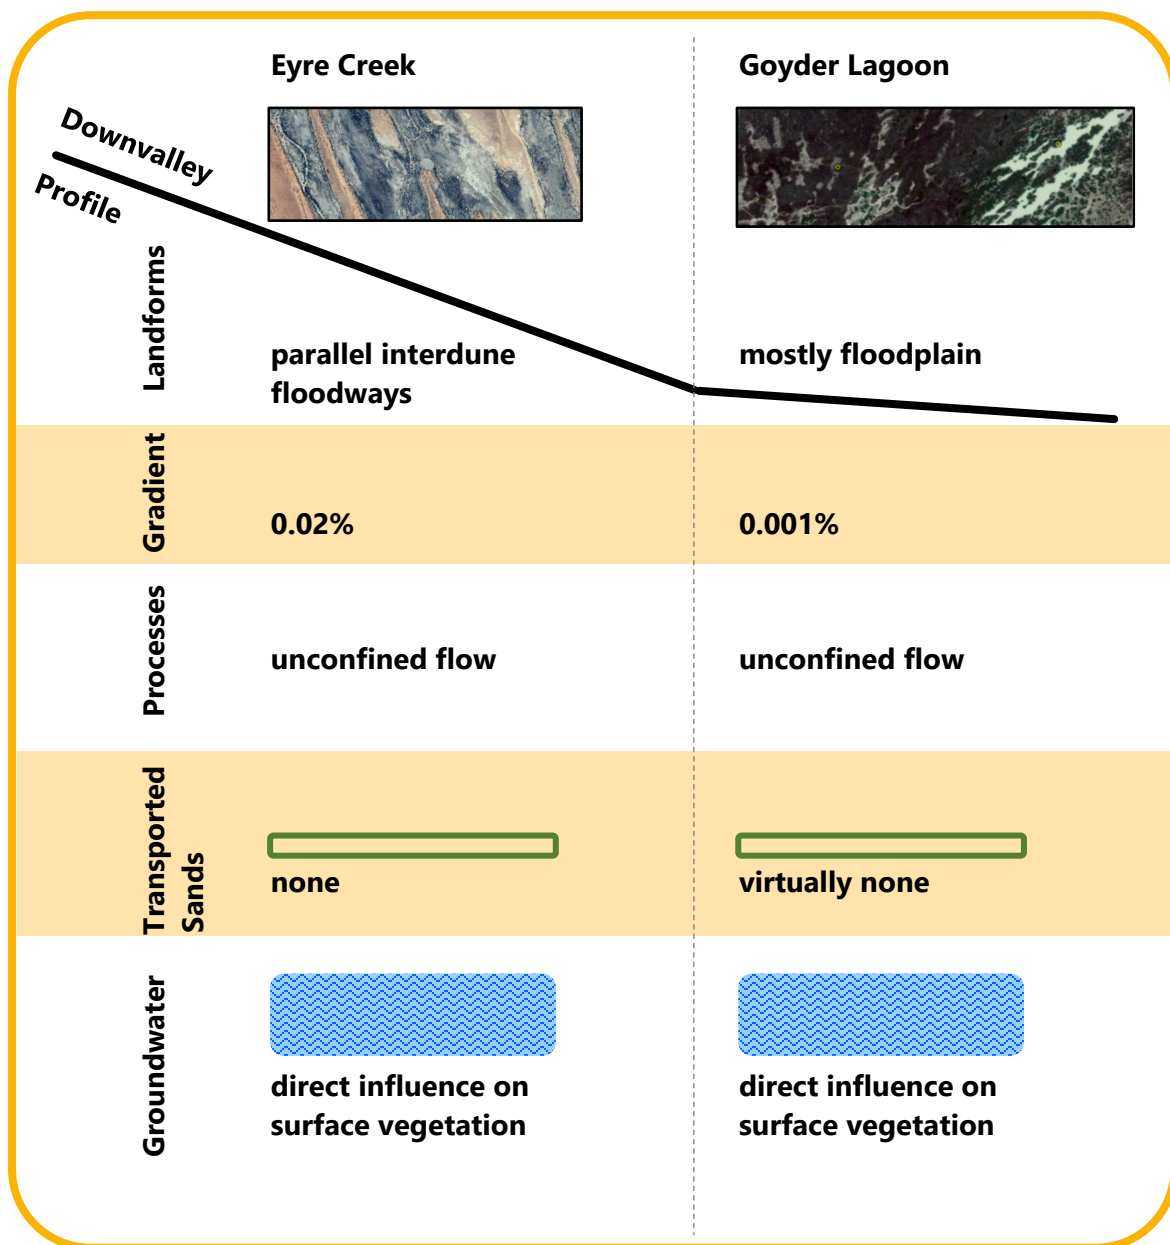 Eyre Creek
Goyder Lagoon
Downvalley
Profile
Landforms
parallel interdune
floodways
mostly floodplain
Gradient
0.02%
0.001%
Processes
unconfined flow
unconfined flow
Transported
Sands
none
virtually none
Groundwater
direct influence on
surface vegetation
direct influence on
surface vegetation